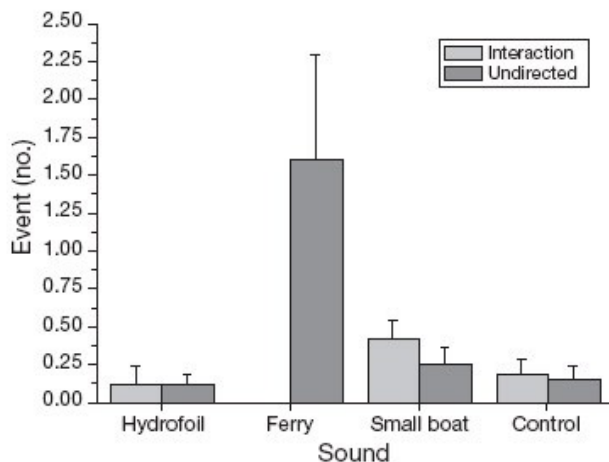 2.50
2.25
2.00
1.75
1.50
1.25
1.00
0.75
0.50
0.25
0.00
Event (no.)
Interaction
Undirected
Hydrofoil Ferry Small boat Control
Sound